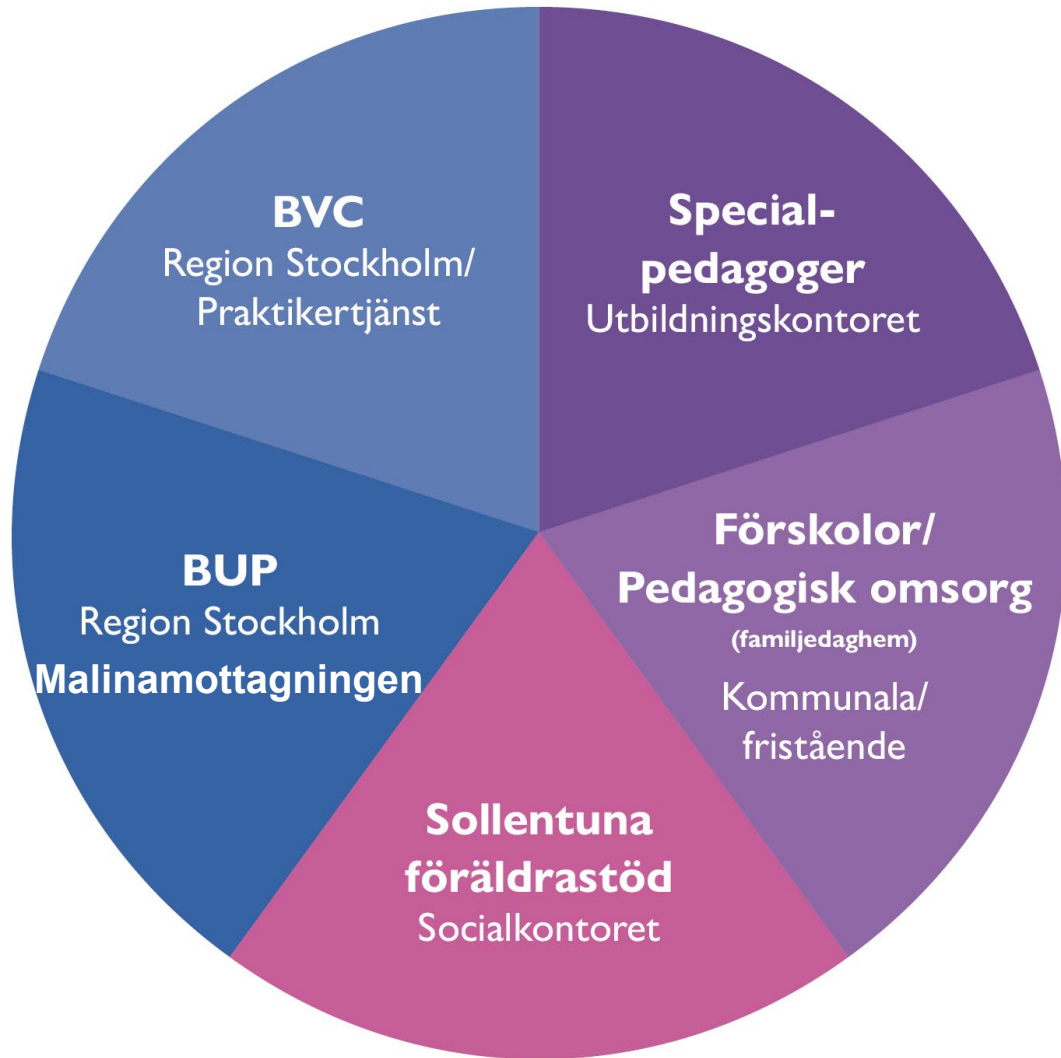 BVC
Region Stockholm/
Praktikertjänst
Special-
pedagoger
Utbildningskontoret
Förskolor/
Pedagogisk omsorg
(familjedaghem)
Kommunala/
fristående
Sollentuna
föräldrastöd
Socialkontoret
BUP
Region Stockholm
Malinamottagningen